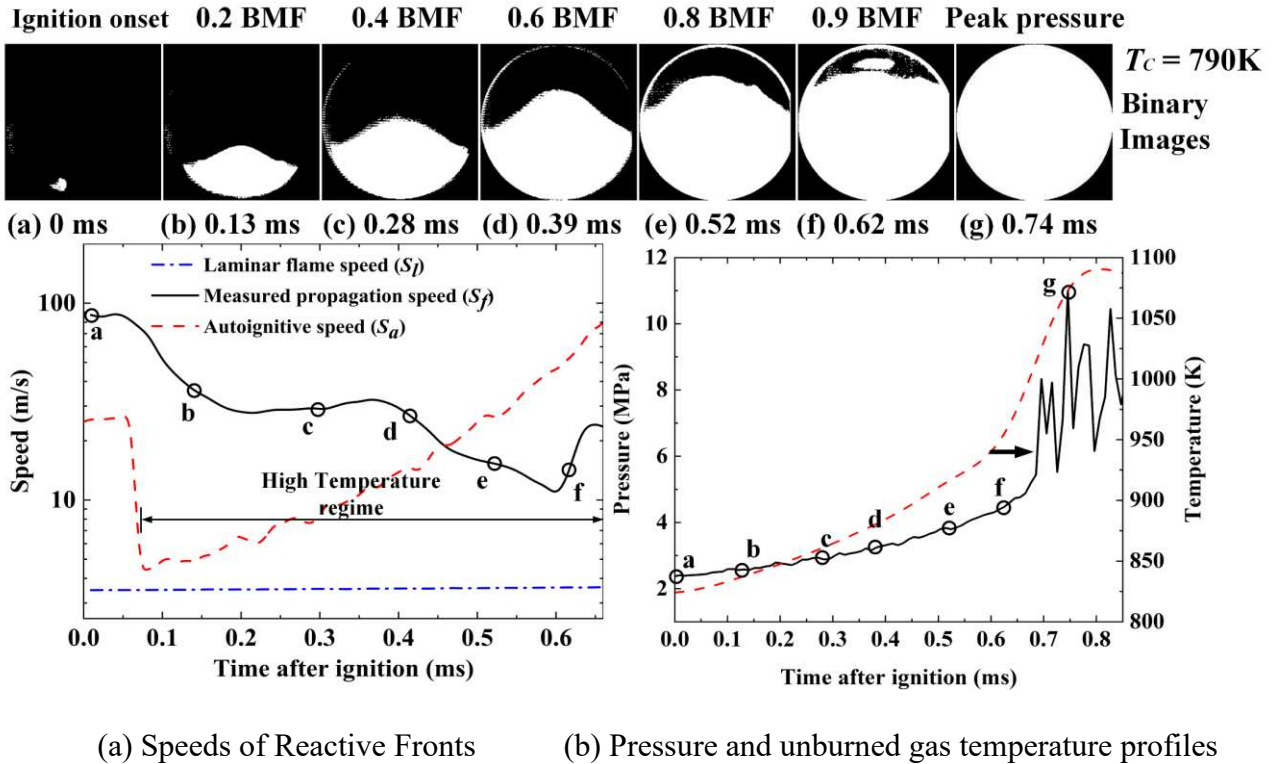 Ignition onset 0.2 BMF 0.4 BMF 0.6 BMF 0.8 BMF 0.9 BMF Peak pressure
TC = 790K
Binary
Images
(a) 0 ms (b) 0.13 ms (c) 0.28 ms (d) 0.39 ms (e) 0.52 ms (f) 0.62 ms (g) 0.74 ms
Laminar flame speed (Sl)
Measured propagation speed (Sf)
Autoignitive speed (Sa)
100
10
Speed (m/s)
a
b
c
d
e
f
High Temperature
regime
0.0 0.1 0.2 0.3 0.4 0.5 0.6
Time after ignition (ms)
12
10
8
6
4
2
Pressure (MPa)
a
b
c
d
e
f
g
1100
1050
1000
950
900
850
800
Temperature (K)
0.0 0.1 0.2 0.3 0.4 0.5 0.6 0.7 0.8
Time after ignition (ms)
(a) Speeds of Reactive Fronts (b) Pressure and unburned gas temperature profiles